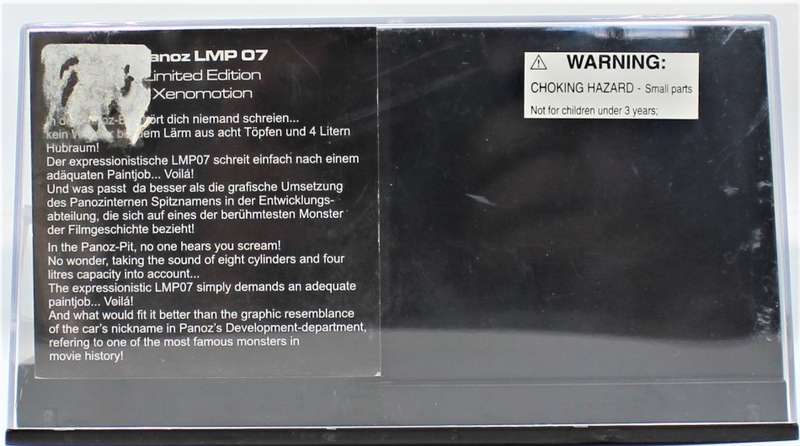 anoz LMP 07
Limited Edition
Xenomotion
ört dich niemand schreien...
kein dem Lärm aus acht Töpfen und 4 Litern
Hubraum!
Der expressionistische LMP07 schreit einfach nach einem
adäquaten Paintjob... Voilá!
Und was passt da besser als die grafische Umsetzung
des Panozinternen Spitznamens in der Entwicklungs-
abteilung, die sich auf eines der berühmtesten Monster
der Filmgeschichte bezieht!
In the Panoz-Pit, no one hears you scream!
No wonder, taking the sound of eight cylinders and four
litres capacity into account...
The expressionistic LMP07 simply demands an adequate
paintjob... Voilá!
And what would fit it better than the graphic resemblance
of the car's nickname in Panoz's Development-department,
refering to one of the most famous monsters in
movie history!
WARNING:
CHOKING HAZARD - Small parts
Not for children under 3 years;